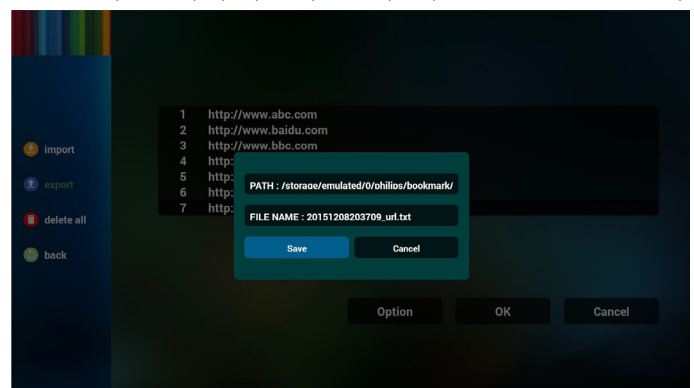 import
export
delete all
back
1 http://www.abc.com
2 http://www.baidu.com
3 http://www.bbc.com
4 http:
5 http:
6 http:
7 http:
PATH : /storage/emulated/0/philips/bookmark/
FILE NAME : 20151208203709_url.txt
Save Cancel
Option OK Cancel